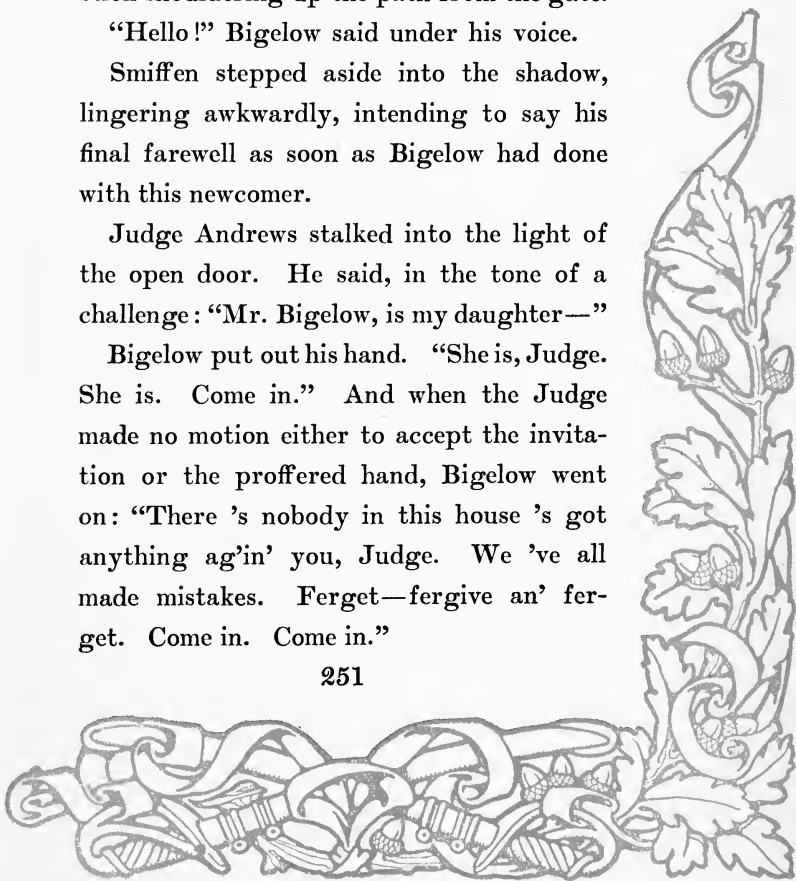 “Hello!” Bigelow said under his voice.
Smiffen stepped aside into the shadow,
lingering awkwardly, intending to say his
final farewell as soon as Bigelow had done
with this newcomer.
Judge Andrews stalked into the light of
the open door. He said, in the tone of a
challenge: “Mr. Bigelow, is my daughter—”
Bigelow put out his hand. “She is, Judge.
She is. Come in.” And when the Judge
made no motion either to accept the invita-
tion or the proffered hand, Bigelow went
on: “There ’s nobody in this house ’s got
anything ag’in’ you, Judge. We ’ve all
made mistakes. Ferget—fergive an’ fer-
get. Come in. Come in.”
251